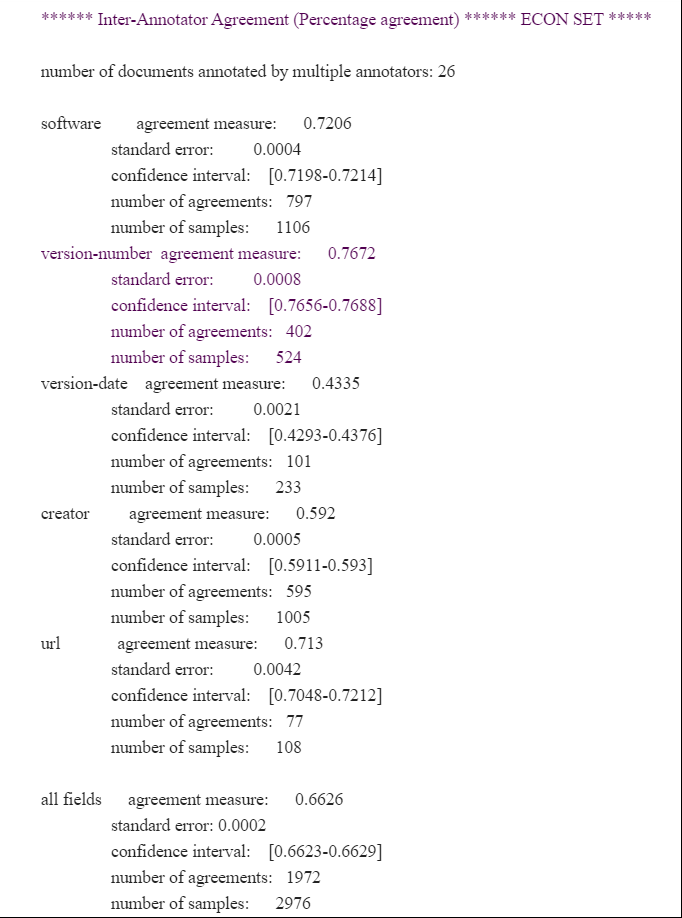 ****** Inter-Annotator Agreement (Percentage agreement) ****** ECON SET *****
number of documents annotated by multiple annotators: 26
software agreement measure: 0.7206
standard error: 0.0004
confidence interval: [0.7198-0.7214]
number of agreements: 797
number of samples: 1106
version-number agreement measure: 0.7672
standard error: 0.0008
confidence interval: [0.7656-0.7688]
number of agreements: 402
number of samples: 524
version-date agreement measure: 0.4335
standard error: 0.0021
confidence interval: [0.4293-0.4376]
number of agreements: 101
number of samples: 233
creator agreement measure: 0.592
standard error: 0.0005
confidence interval: [0.5911-0.593]
number of agreements: 595
number of samples: 1005
url agreement measure: 0.713
standard error: 0.0042
confidence interval: [0.7048-0.7212]
number of agreements: 77
number of samples: 108
all fields agreement measure: 0.6626
standard error: 0.0002
confidence interval: [0.6623-0.6629]
number of agreements: 1972
number of samples: 2976